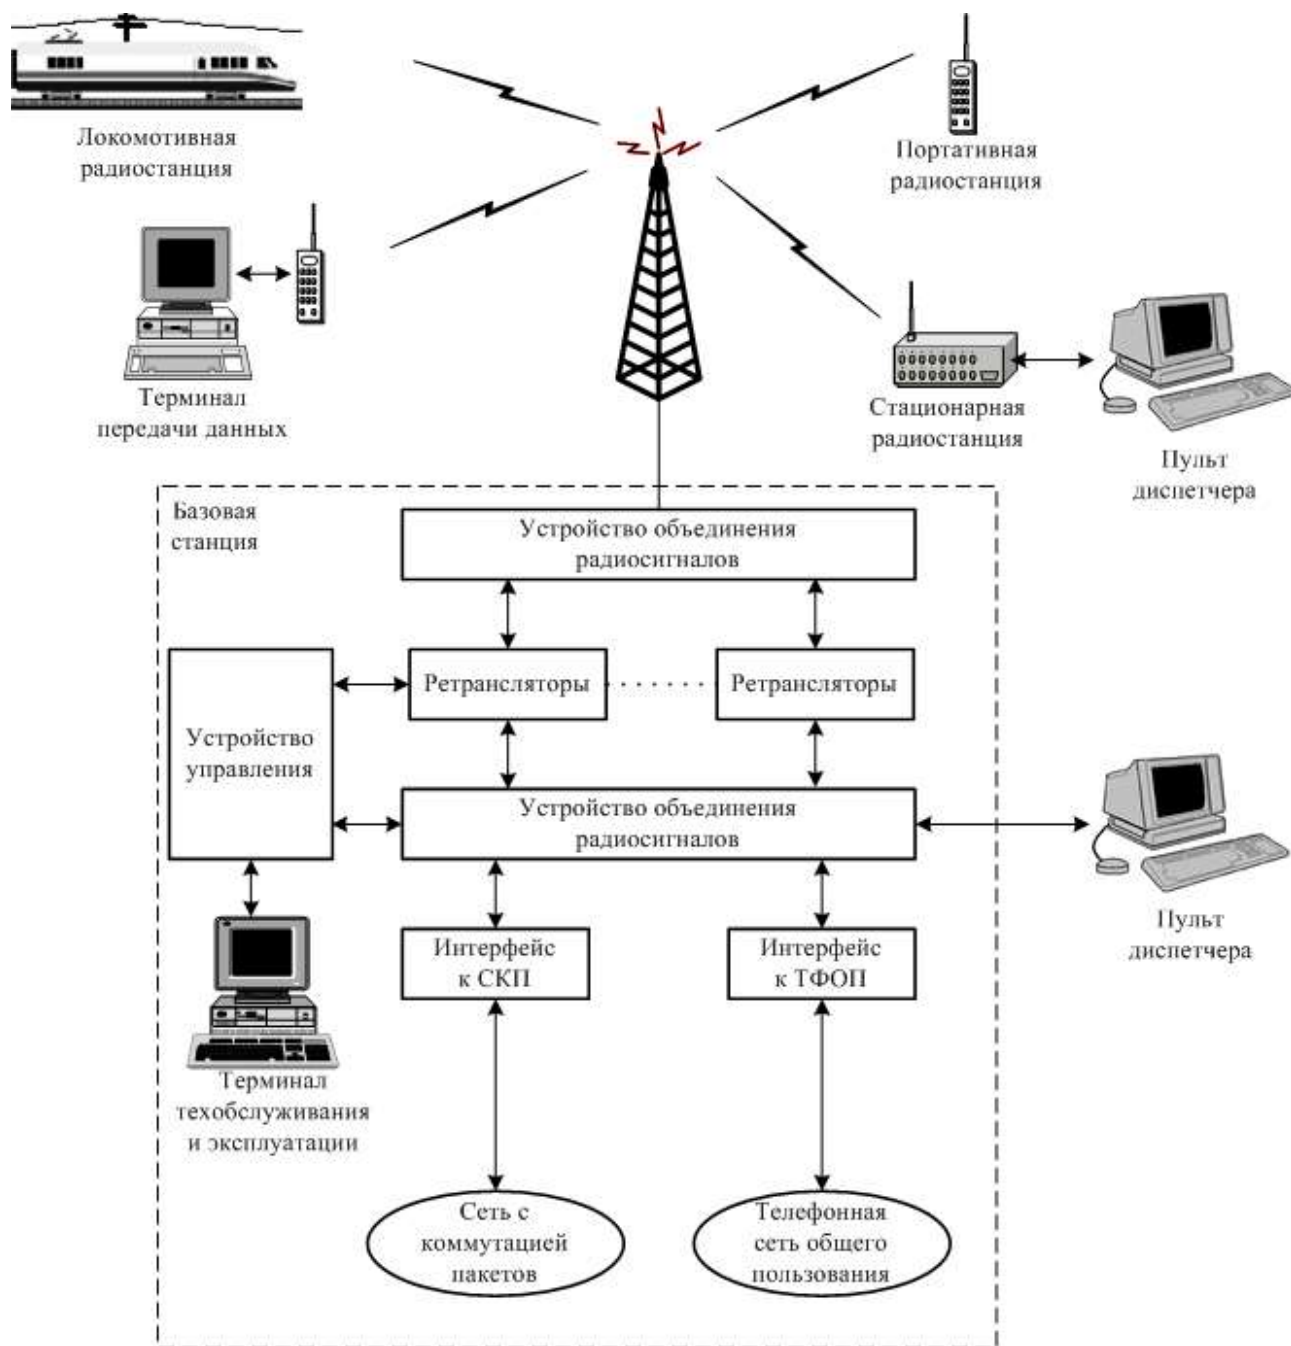 Локомотивная
радиостанция
Портативная
радиостанция
Терминал
передачи данных
Стационарная
радиостанция
Пульт
диспетчера
Базовая
станция
Устройство объединения
радиосигналов
Ретрансляторы
Ретрансляторы
Устройство
управления
Устройство объединения
радиосигналов
Пульт
диспетчера
Интерфейс
к СКП
Интерфейс
к ТФОП
Терминал
техобслуживания
и эксплуатации
Сеть с
коммутацией
пакетов
Телефонная
сеть общего
пользования